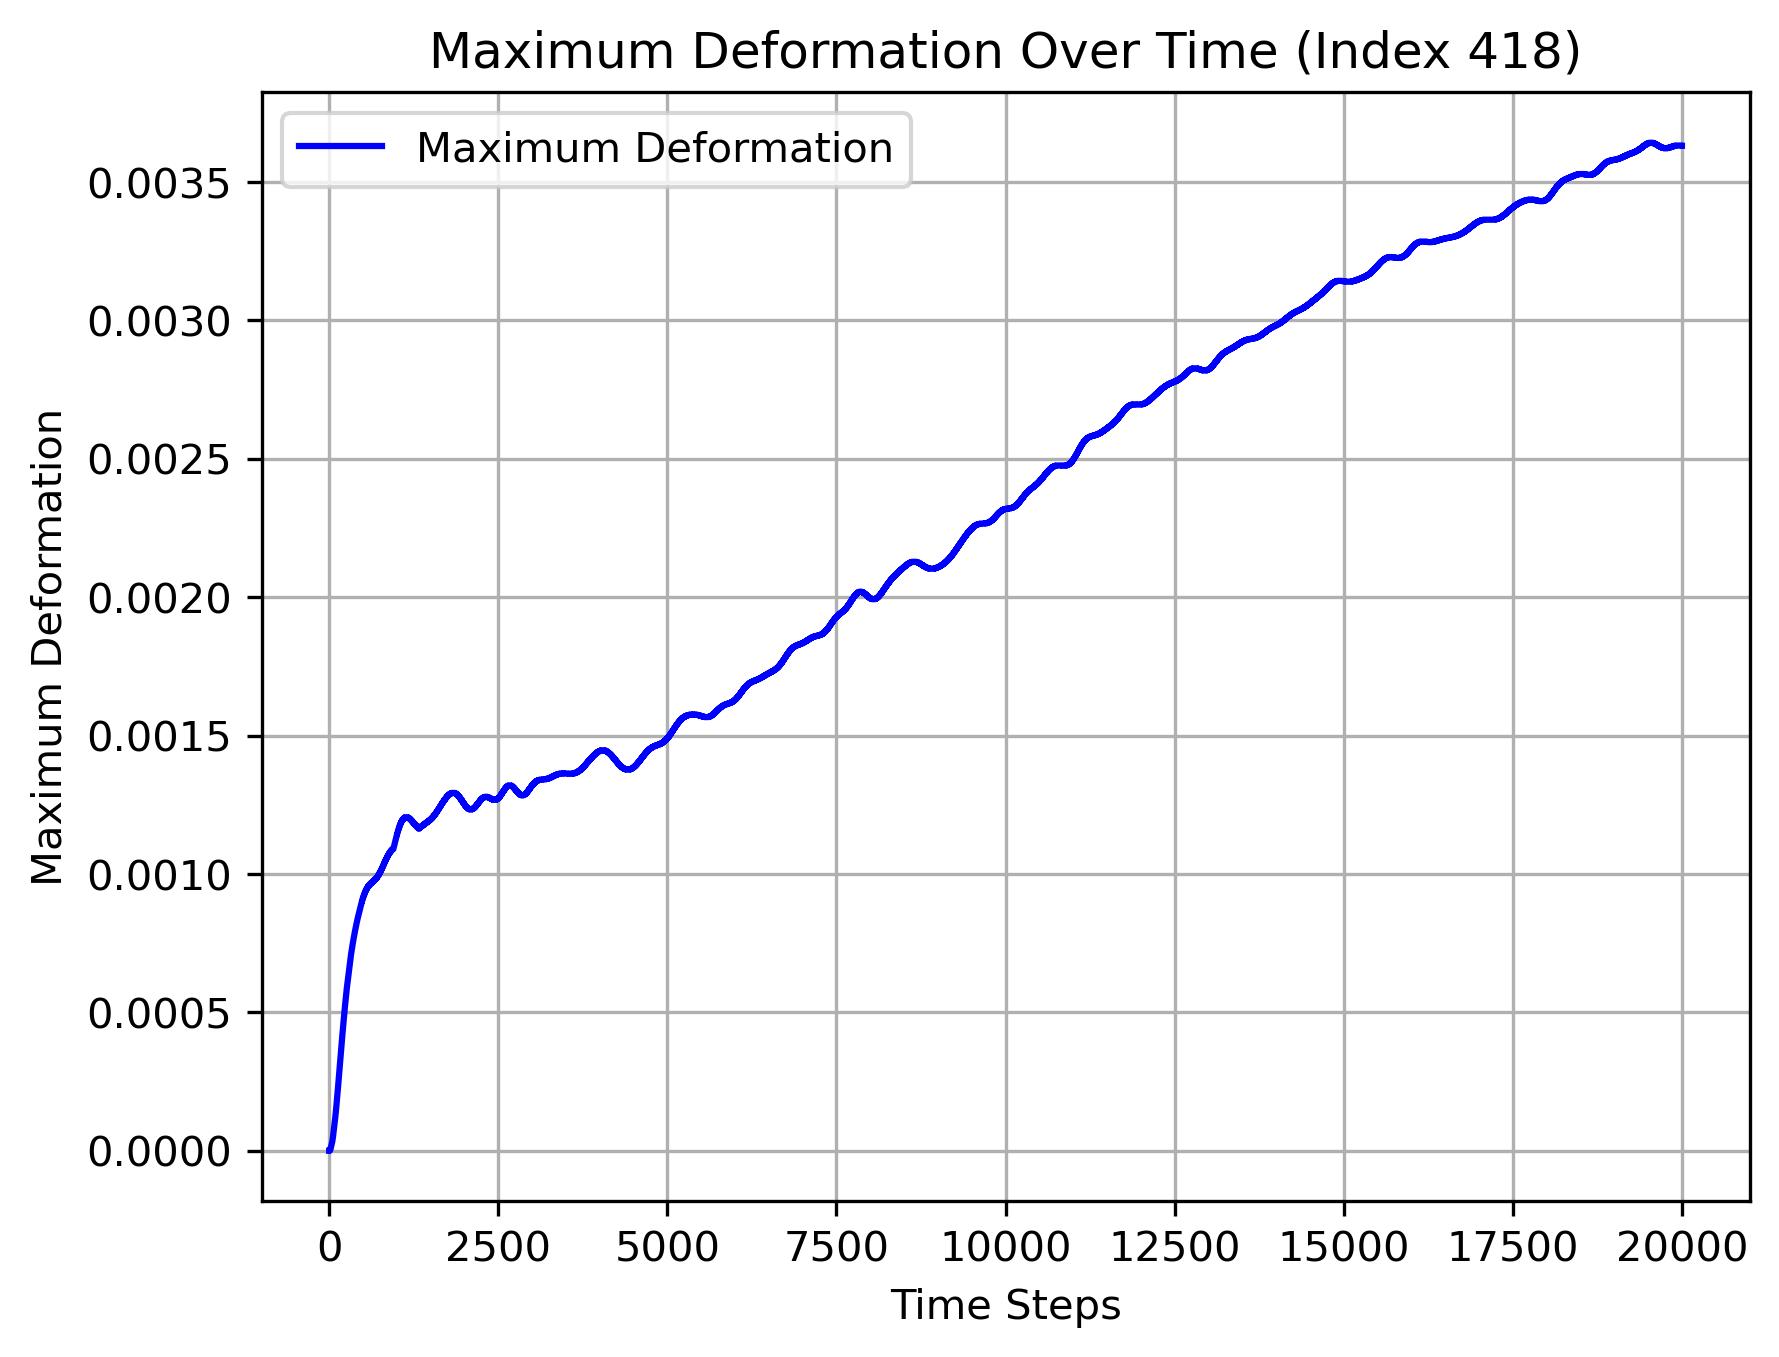 Maximum Deformation Over Time (Index 418)
Maximum Deformation
0.0035
0.0030
0.0025
0.0020
0.0015
0.0010
0.0005
0.0000
Maximum Deformation
0 2500 5000 7500 10000 12500 15000 17500 20000
Time Steps